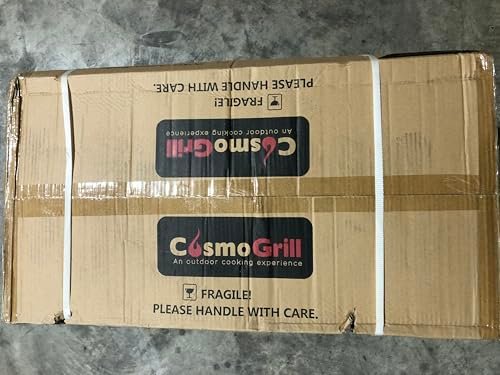 PLEASE HANDLE WITH CARE.
FRAGILE!
An outdoor cooking experience
CosmoGrill
CosmoGrill
An outdoor cooking experience
FRAGILE!
PLEASE HANDLE WITH CARE.